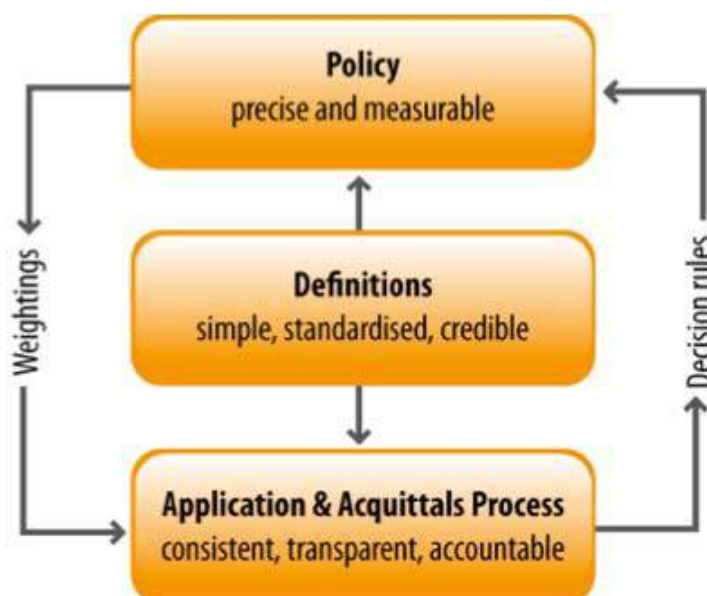 Policy
precise and measurable
Weightings
Definitions
simple, standardised, credible
Decision rules
Application & Acquittals Process
consistent, transparent, accountable